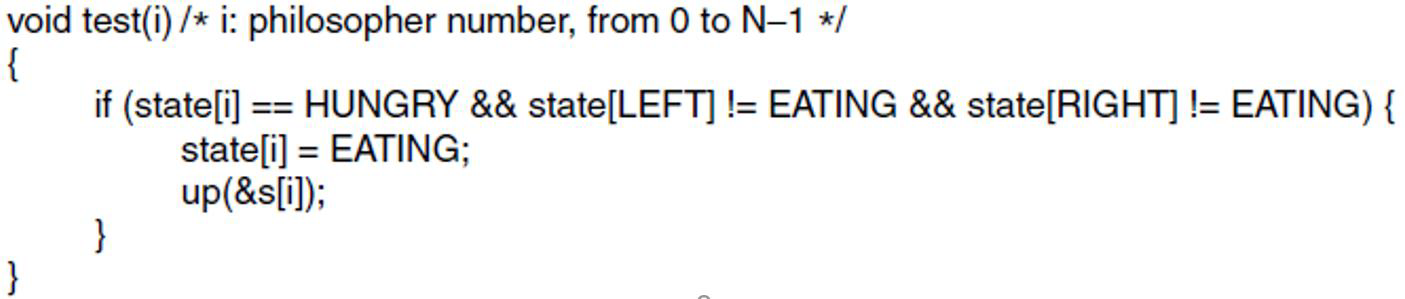 void test(i) /* i: philosopher number, from 0 to N–1 */
{
if (state[i] == HUNGRY && state[LEFT] != EATING && state[RIGHT] != EATING) {
state[i] = EATING;
up(&s[i]);
}
}